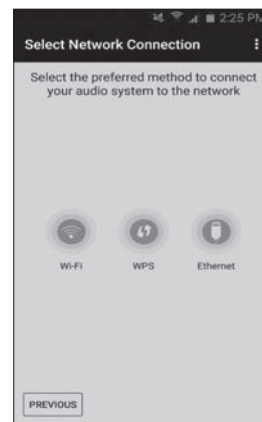 2:25 PM
Select Network Connection
Select the preferred method to connect
your audio system to the network
Wi-Fi
WPS
Ethernet
PREVIOUS